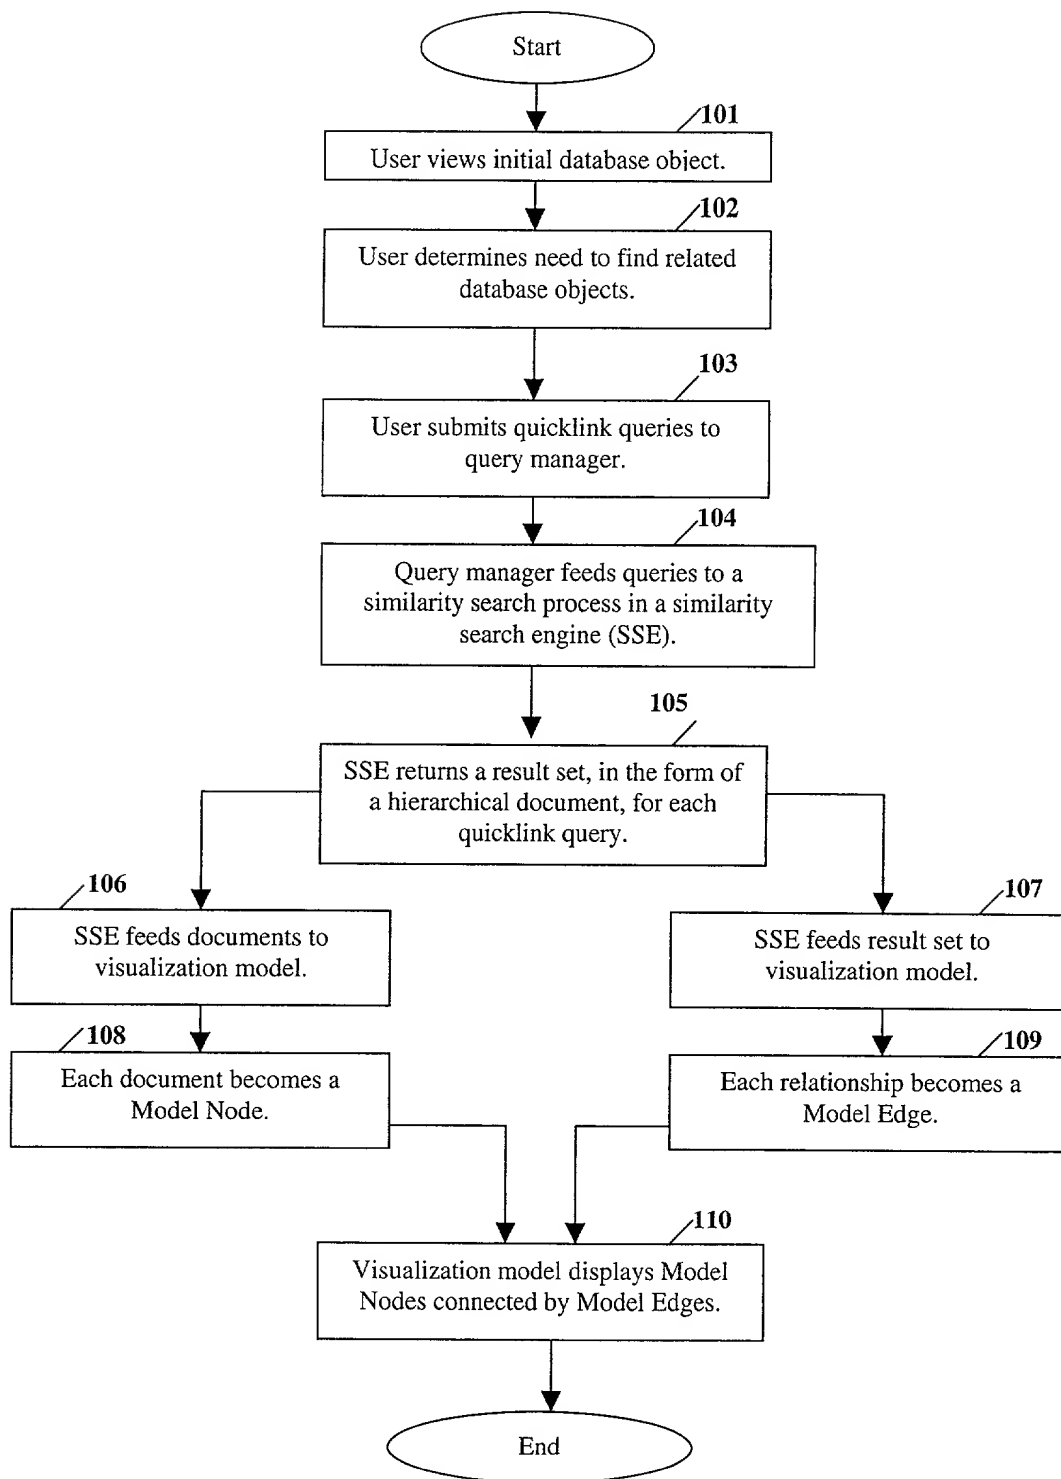 Start
101
User views initial database object.
102
User determines need to find related
database objects.
103
User submits quicklink queries to
query manager.
104
Query manager feeds queries to a
similarity search process in a similarity
search engine (SSE).
105
SSE returns a result set, in the form of
a hierarchical document, for each
quicklink query.
106
SSE feeds documents to
visualization model.
107
SSE feeds result set to
visualization model.
108
Each document becomes a
Model Node.
109
Each relationship becomes a
Model Edge.
110
Visualization model displays Model
Nodes connected by Model Edges.
End